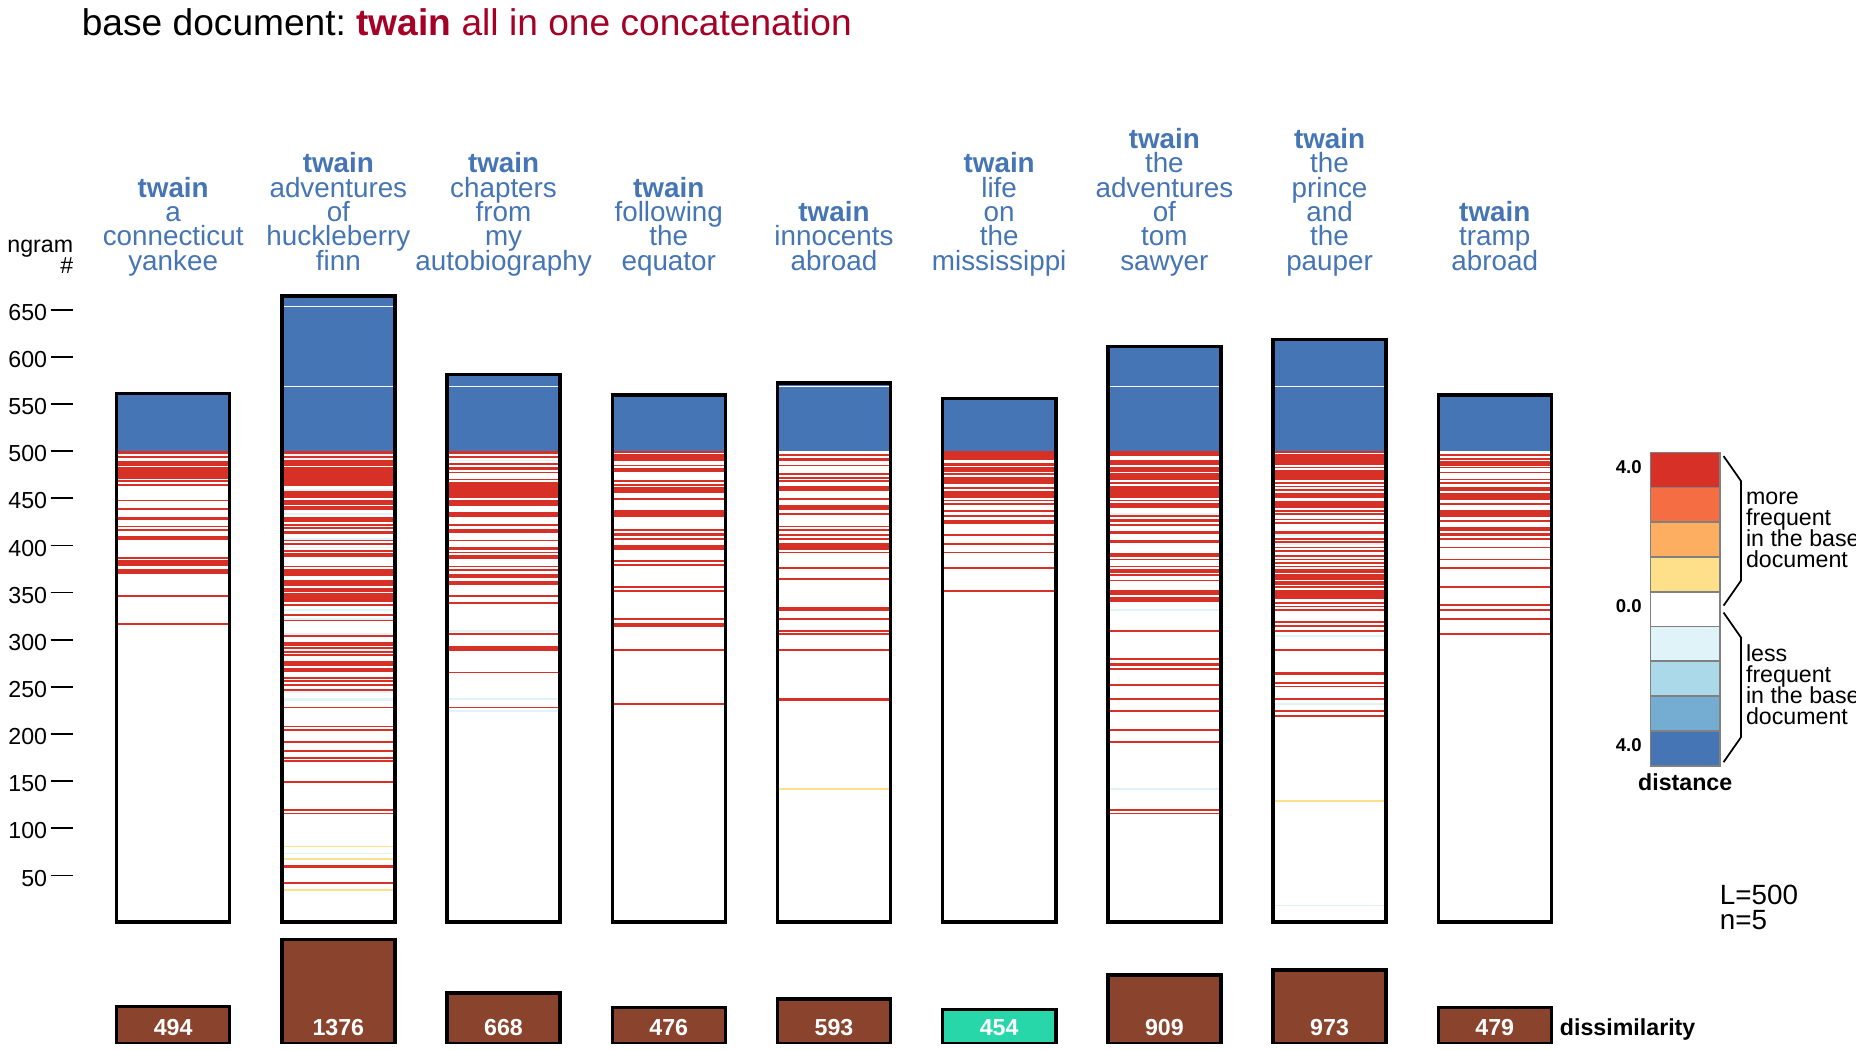 base document: twain all in one concatenation
twain
a
connecticut
yankee
twain
adventures
of
huckleberry
finn
twain
chapters
from
my
autobiography
twain
following
the
equator
twain
innocents
abroad
twain
life
on
the
mississippi
twain
the
adventures
of
tom
sawyer
twain
the
prince
and
the
pauper
twain
tramp
abroad
ngram
#
650
600
550
500
450
400
350
300
250
200
150
100
50
4.0
0.0
4.0
more
frequent
in the base
document
less
frequent
in the base
document
distance
L=500
n=5
494
1376
668
476
593
454
909
973
479
dissimilarity